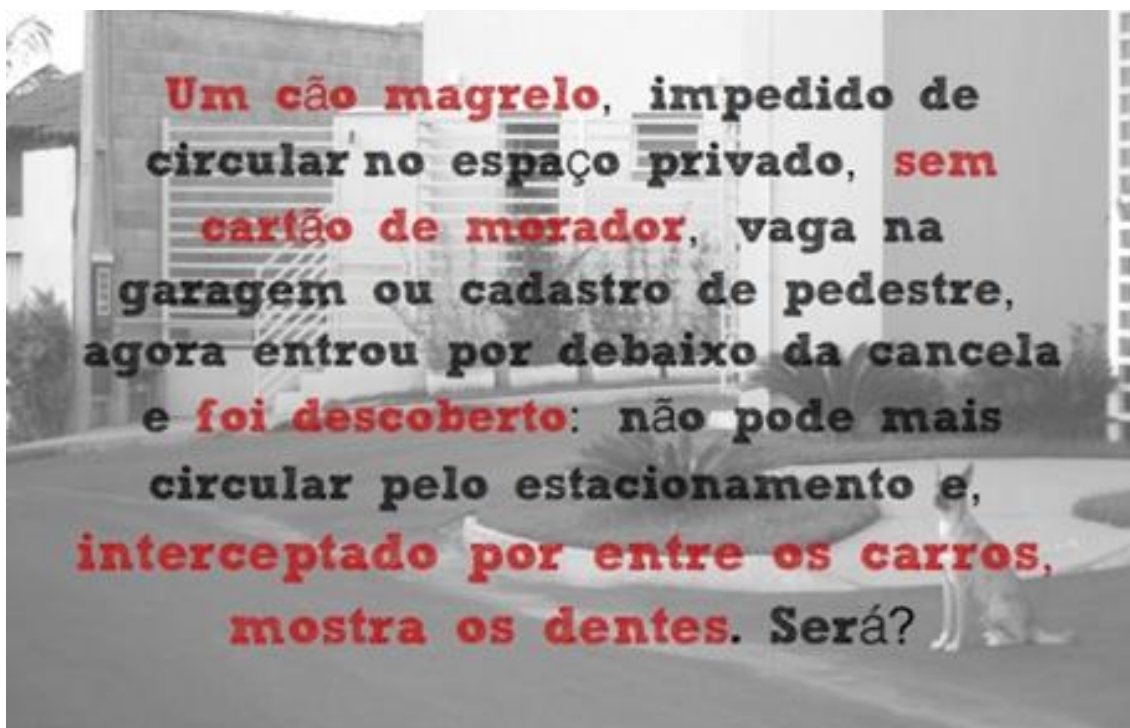 Um cão magrelo, impedido de
circular no espaço privado, sem
cartão de morador, vaga na
garagem ou cadastro de pedestre,
agora entrou por debaixo da cancela
e foi descoberto: não pode mais
circular pelo estacionamento e,
interceptado por entre os carros,
mostra os dentes. Será?